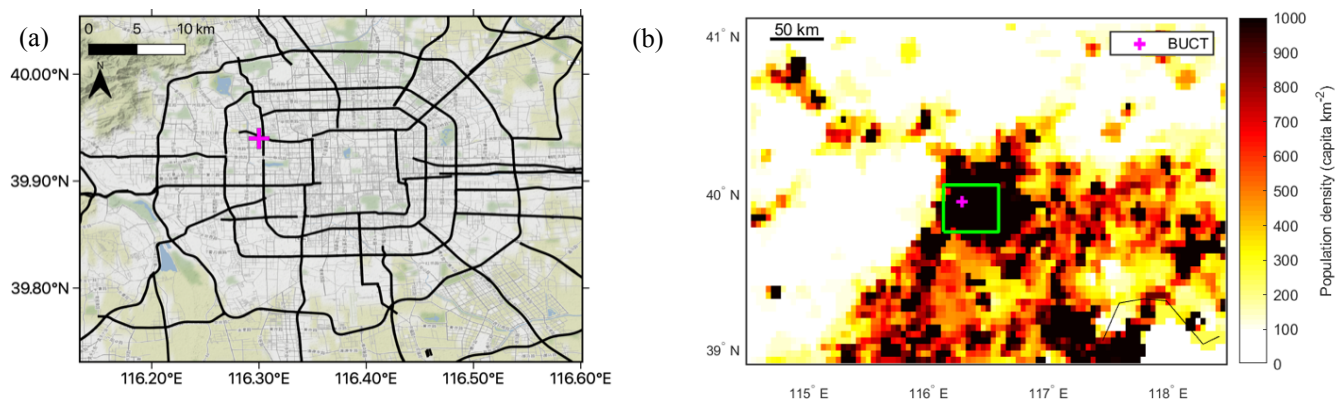 (a)
0 5 10 km
N
40.00°N
39.90°N
39.80°N
116.20°E 116.30°E 116.40°E 116.50°E 116.60°E
(b)
50 km
BUCT
41° N
40° N
39° N
115° E 116° E 117° E 118° E
1000
900
800
700
600
500
400
300
200
100
0
Population density (capita km-2)